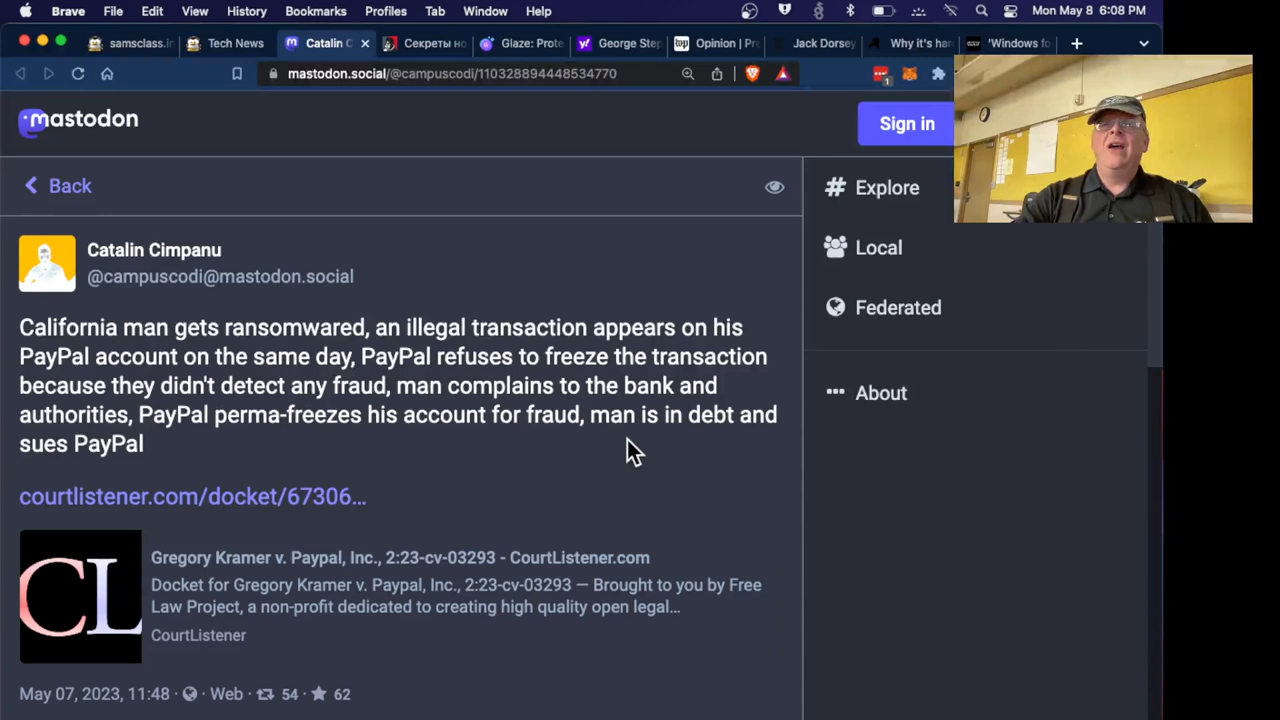 Brave File Edit View History Bookmarks Profiles Tab Window Help Mon May 8 6:08 PM
samsclass.in Tech News Catalin C Секреты но Glaze: Prote George Step Opinion | Pr Jack Dorsey Why it's har 'Windows fo
mastodon.social/@campuscodi/110328894448534770
1
mastodon
Sign in
Back
Explore
Local
Federated
About
Catalin Cimpanu
@campuscodi@mastodon.social
California man gets ransomwared, an illegal transaction appears on his
PayPal account on the same day, PayPal refuses to freeze the transaction
because they didn't detect any fraud, man complains to the bank and
authorities, PayPal perma-freezes his account for fraud, man is in debt and
sues PayPal
courtlistener.com/docket/67306…
CL
Gregory Kramer v. Paypal, Inc., 2:23-cv-03293 - CourtListener.com
Docket for Gregory Kramer v. Paypal, Inc., 2:23-cv-03293 — Brought to you by Free
Law Project, a non-profit dedicated to creating high quality open legal…
CourtListener
May 07, 2023, 11:48 · Web · 54 · 62